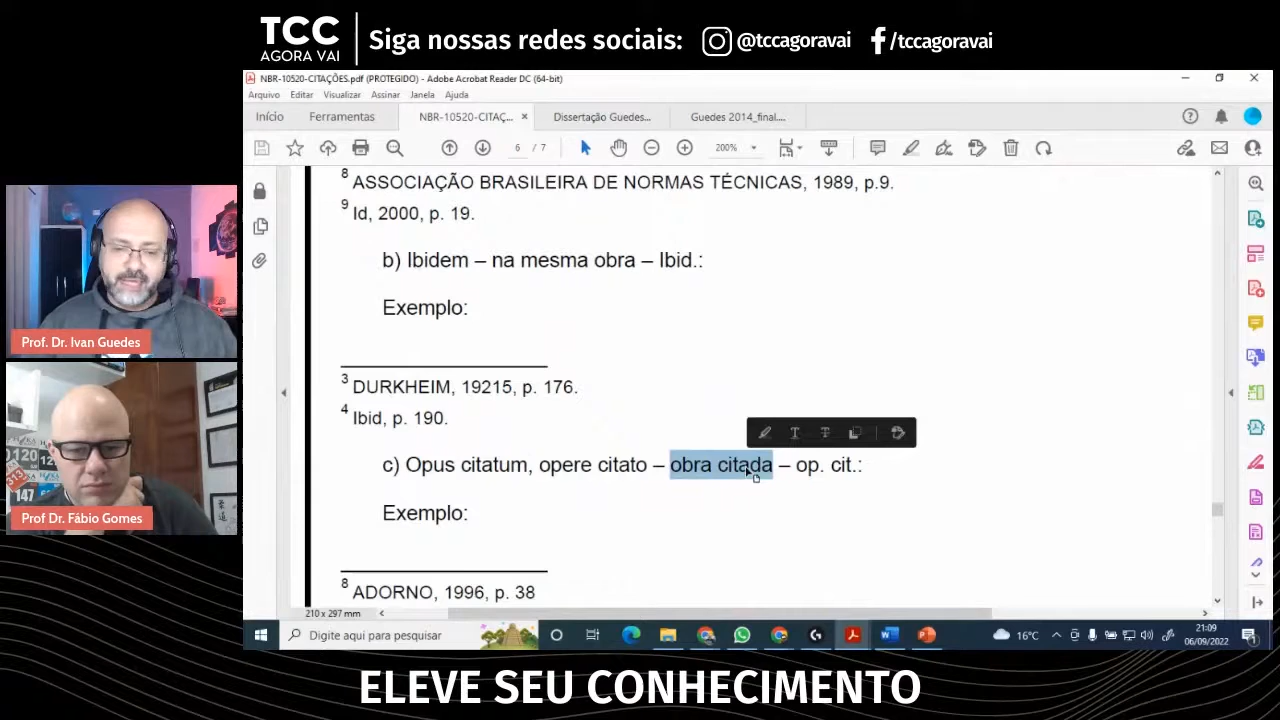 TCC
AGORA VAI
Siga nossas redes sociais:
@tccagoravai
/tccagoravai
NBR-10520-CITAÇÕES.pdf (PROTEGIDO) - Adobe Acrobat Reader DC (64-bit)
Arquivo Editar Visualizar Assinar Janela Ajuda
Início Ferramentas NBR-10520-CITAÇ... × Dissertação Guedes... Guedes 2014_final....
6 / 7 200%
8 ASSOCIAÇÃO BRASILEIRA DE NORMAS TÉCNICAS, 1989, p.9.
9 Id, 2000, p. 19.
b) Ibidem – na mesma obra – Ibid.:
Exemplo:
3 DURKHEIM, 19215, p. 176.
4 Ibid, p. 190.
c) Opus citatum, opere citato – obra citada – op. cit.:
Exemplo:
8 ADORNO, 1996, p. 38
210 x 297 mm
Prof. Dr. Ivan Guedes
120
147
Prof Dr. Fábio Gomes
Digite aqui para pesquisar
16°C
21:09
06/09/2022
ELEVE SEU CONHECIMENTO